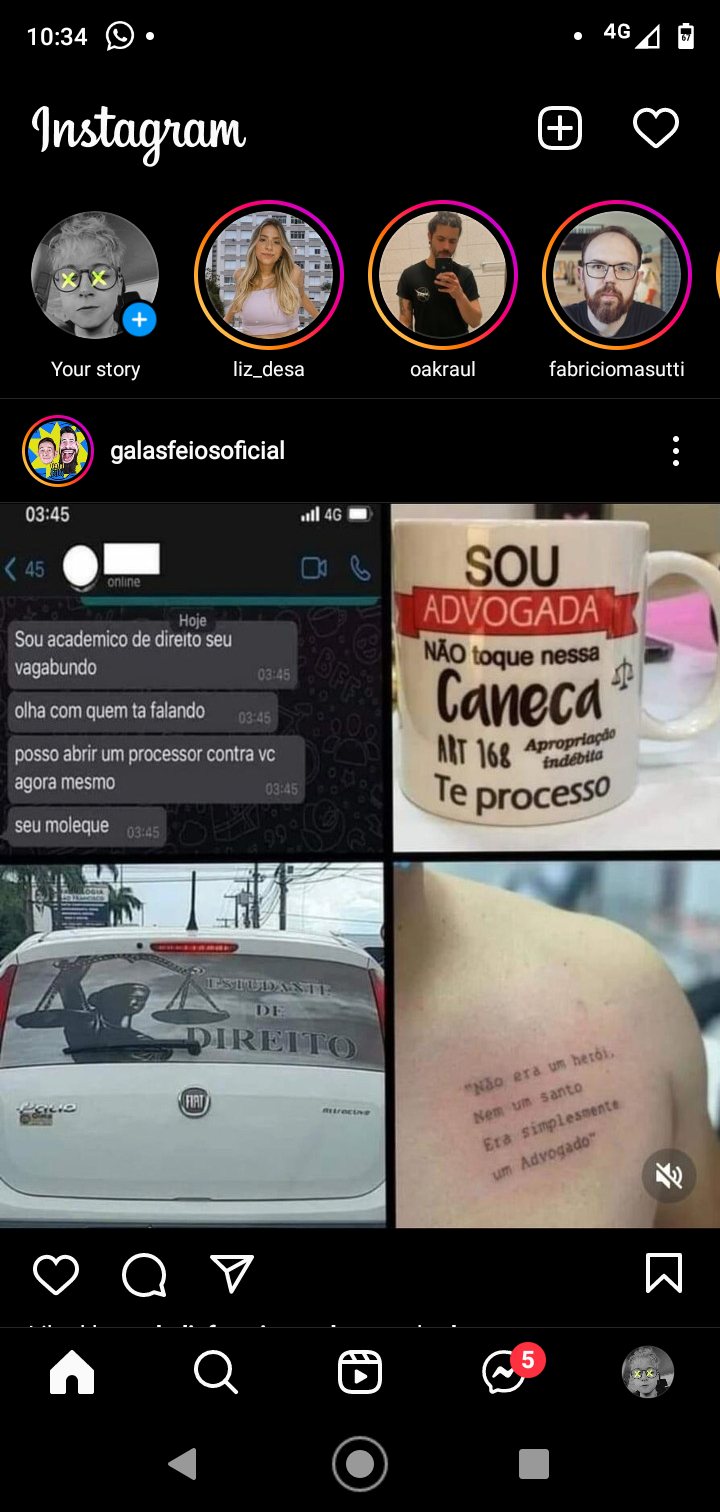 10:34
4G
67
Instagram
Your story
liz_desa
oakraul
fabriciomasutti
galasfeiosoficial
03:45
4G
45
online
Hoje
Sou academico de direito seu
vagabundo
03:45
olha com quem ta falando
03:45
posso abrir um processor contra vc
agora mesmo
03:45
seu moleque
03:45
SOU
ADVOGADA
NÃO toque nessa
Caneca
ART 168 Apropriação
indébita
Te processo
ESTUDANTE
DE
DIREITO
FIAT
Palio
Attractive
"Não era um herói,
Nem um santo
Era simplesmente
um Advogado"
5